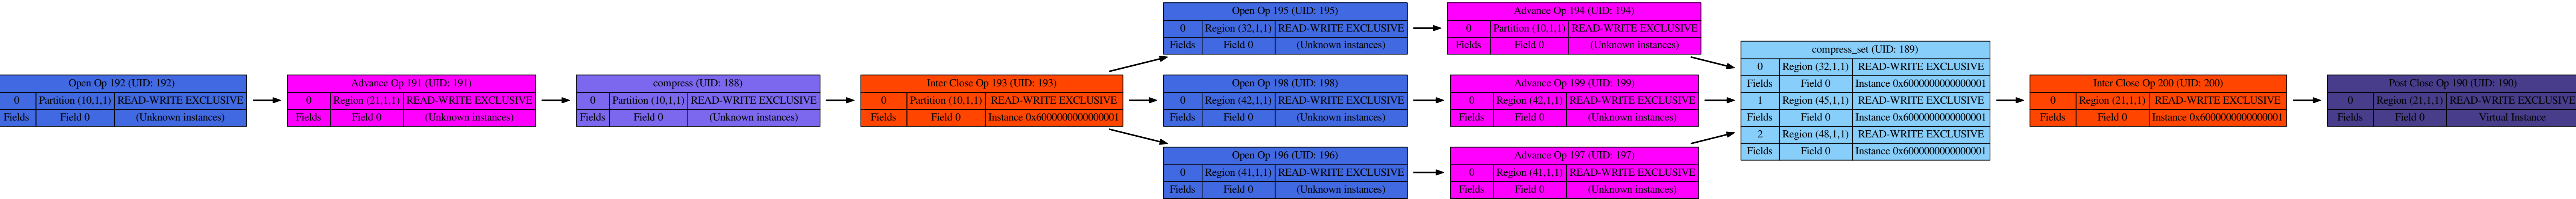 Open Op 192 (UID: 192)
0 Partition (10,1,1) READ-WRITE EXCLUSIVE
Fields Field 0 (Unknown instances)
Advance Op 191 (UID: 191)
0 Region (21,1,1) READ-WRITE EXCLUSIVE
Fields Field 0 (Unknown instances)
compress (UID: 188)
0 Partition (10,1,1) READ-WRITE EXCLUSIVE
Fields Field 0 (Unknown instances)
Inter Close Op 193 (UID: 193)
0 Partition (10,1,1) READ-WRITE EXCLUSIVE
Fields Field 0 Instance 0x6000000000000001
Open Op 195 (UID: 195)
0 Region (32,1,1) READ-WRITE EXCLUSIVE
Fields Field 0 (Unknown instances)
Advance Op 194 (UID: 194)
0 Partition (10,1,1) READ-WRITE EXCLUSIVE
Fields Field 0 (Unknown instances)
Open Op 198 (UID: 198)
0 Region (42,1,1) READ-WRITE EXCLUSIVE
Fields Field 0 (Unknown instances)
Advance Op 199 (UID: 199)
0 Region (42,1,1) READ-WRITE EXCLUSIVE
Fields Field 0 (Unknown instances)
Open Op 196 (UID: 196)
0 Region (41,1,1) READ-WRITE EXCLUSIVE
Fields Field 0 (Unknown instances)
Advance Op 197 (UID: 197)
0 Region (41,1,1) READ-WRITE EXCLUSIVE
Fields Field 0 (Unknown instances)
compress_set (UID: 189)
0 Region (32,1,1) READ-WRITE EXCLUSIVE
Fields Field 0 Instance 0x6000000000000001
1 Region (45,1,1) READ-WRITE EXCLUSIVE
Fields Field 0 Instance 0x6000000000000001
2 Region (48,1,1) READ-WRITE EXCLUSIVE
Fields Field 0 Instance 0x6000000000000001
Inter Close Op 200 (UID: 200)
0 Region (21,1,1) READ-WRITE EXCLUSIVE
Fields Field 0 Instance 0x6000000000000001
Post Close Op 190 (UID: 190)
0 Region (21,1,1) READ-WRITE EXCLUSIVE
Fields Field 0 Virtual Instance